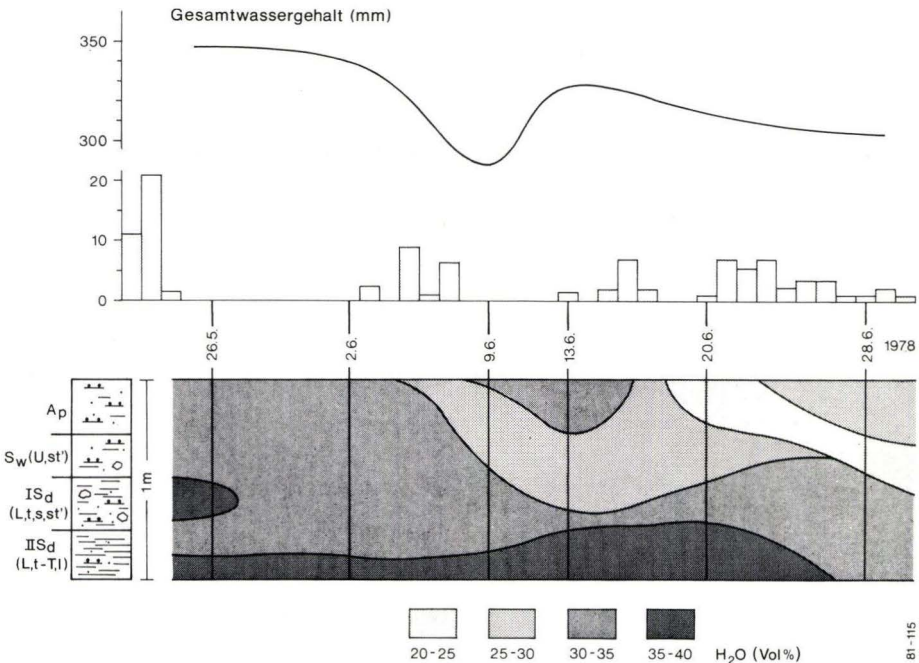 Gesamtwassergehalt (mm)
350
300
20
10
0
26.5.
2.6.
9.6.
13.6.
20.6.
28.6.
1978
Ap
Sw(U,st')
ISd
(L,t,s,st')
IISd
(L,t-T,l)
1m
20-25
25-30
30-35
35-40
H2O (Vol%)
81-115